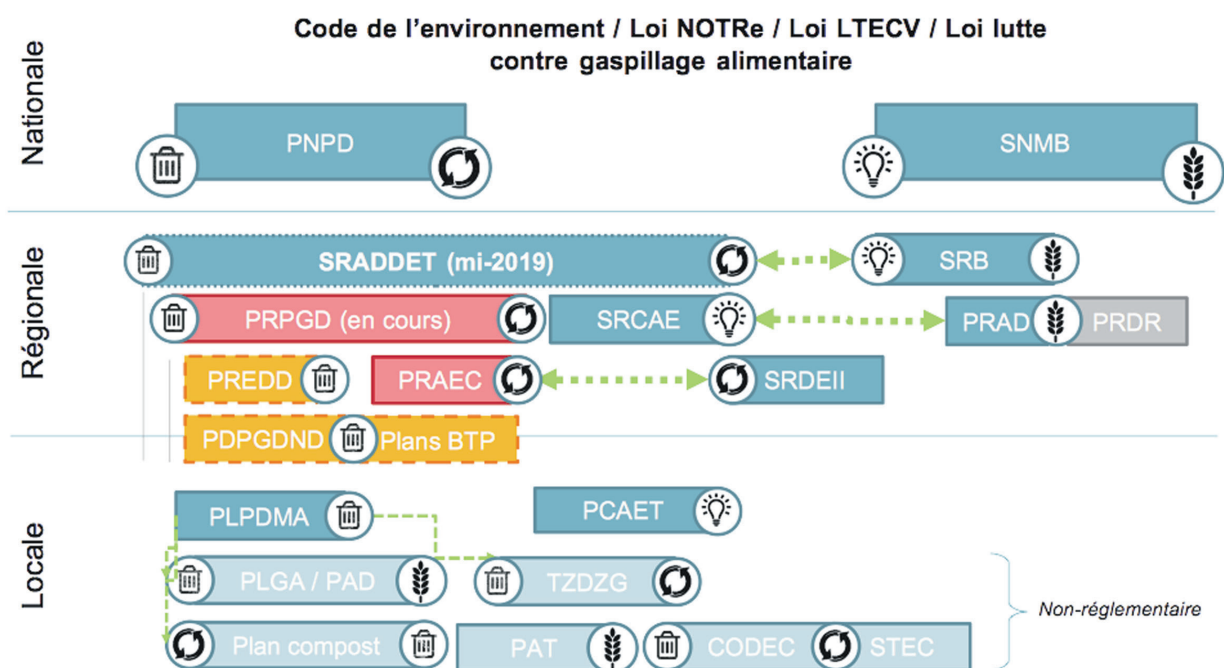 Code de l'environnement / Loi NOTRe / Loi LTECV / Loi lutte
contre gaspillage alimentaire
Nationale
PNPD
SNMB
Régionale
SRADDET (mi-2019)
SRB
PRPGD (en cours)
SRCAE
PRAD
PRDR
PREDD
PRAEC
SRDEII
PDPGDND
Plans BTP
Locale
PLPDMA
PCAET
PLGA / PAD
TZDZG
Non-réglementaire
Plan compost
PAT
CODEC
STEC